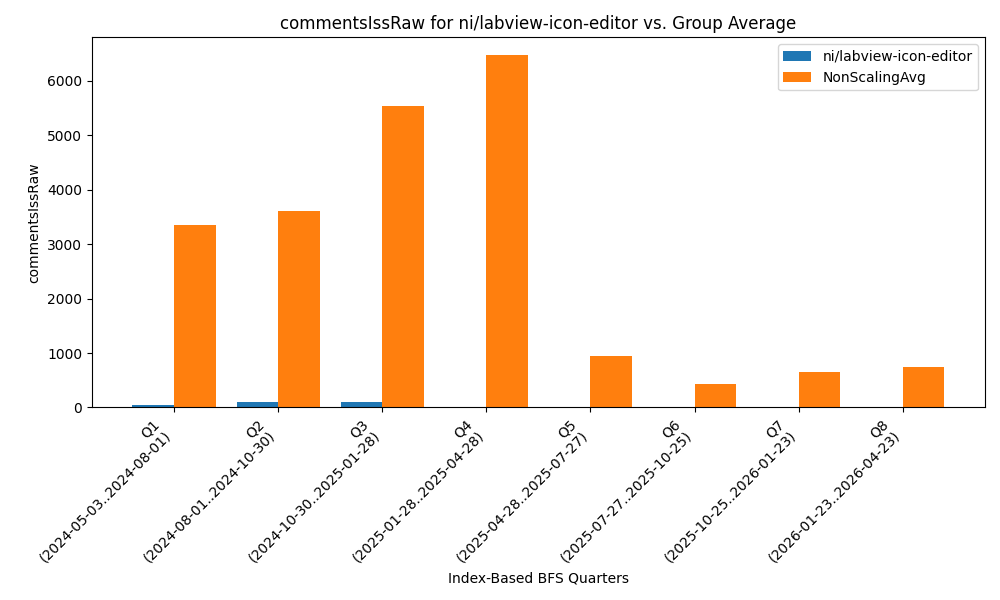 commentsIssRaw for ni/labview-icon-editor vs. Group Average
ni/labview-icon-editor
NonScalingAvg
commentsIssRaw
6000
5000
4000
3000
2000
1000
0
Q1
(2024-05-03..2024-08-01)
Q2
(2024-08-01..2024-10-30)
Q3
(2024-10-30..2025-01-28)
Q4
(2025-01-28..2025-04-28)
Q5
(2025-04-28..2025-07-27)
Q6
(2025-07-27..2025-10-25)
Q7
(2025-10-25..2026-01-23)
Q8
(2026-01-23..2026-04-23)
Index-Based BFS Quarters